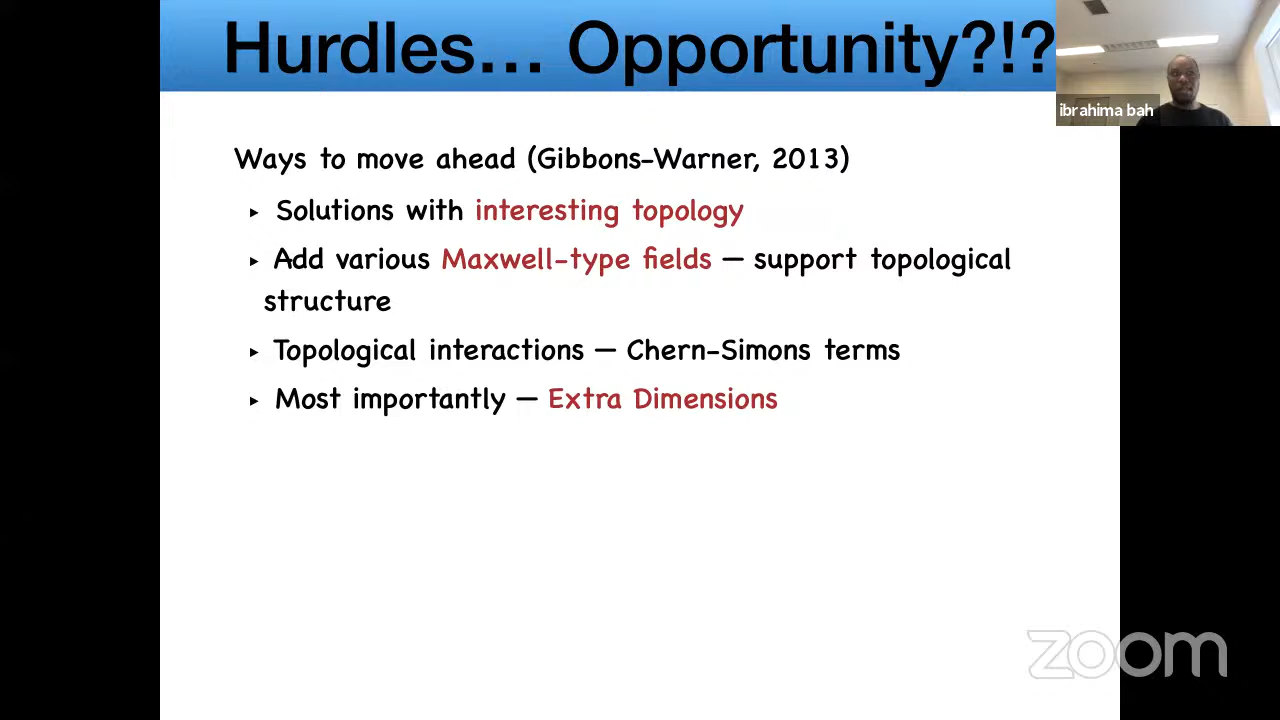 Hurdles... Opportunity?!?
ibrahima bah
Ways to move ahead (Gibbons-Warner, 2013)
▸ Solutions with interesting topology
▸ Add various Maxwell-type fields — support topological
structure
▸ Topological interactions — Chern-Simons terms
▸ Most importantly — Extra Dimensions
zoom